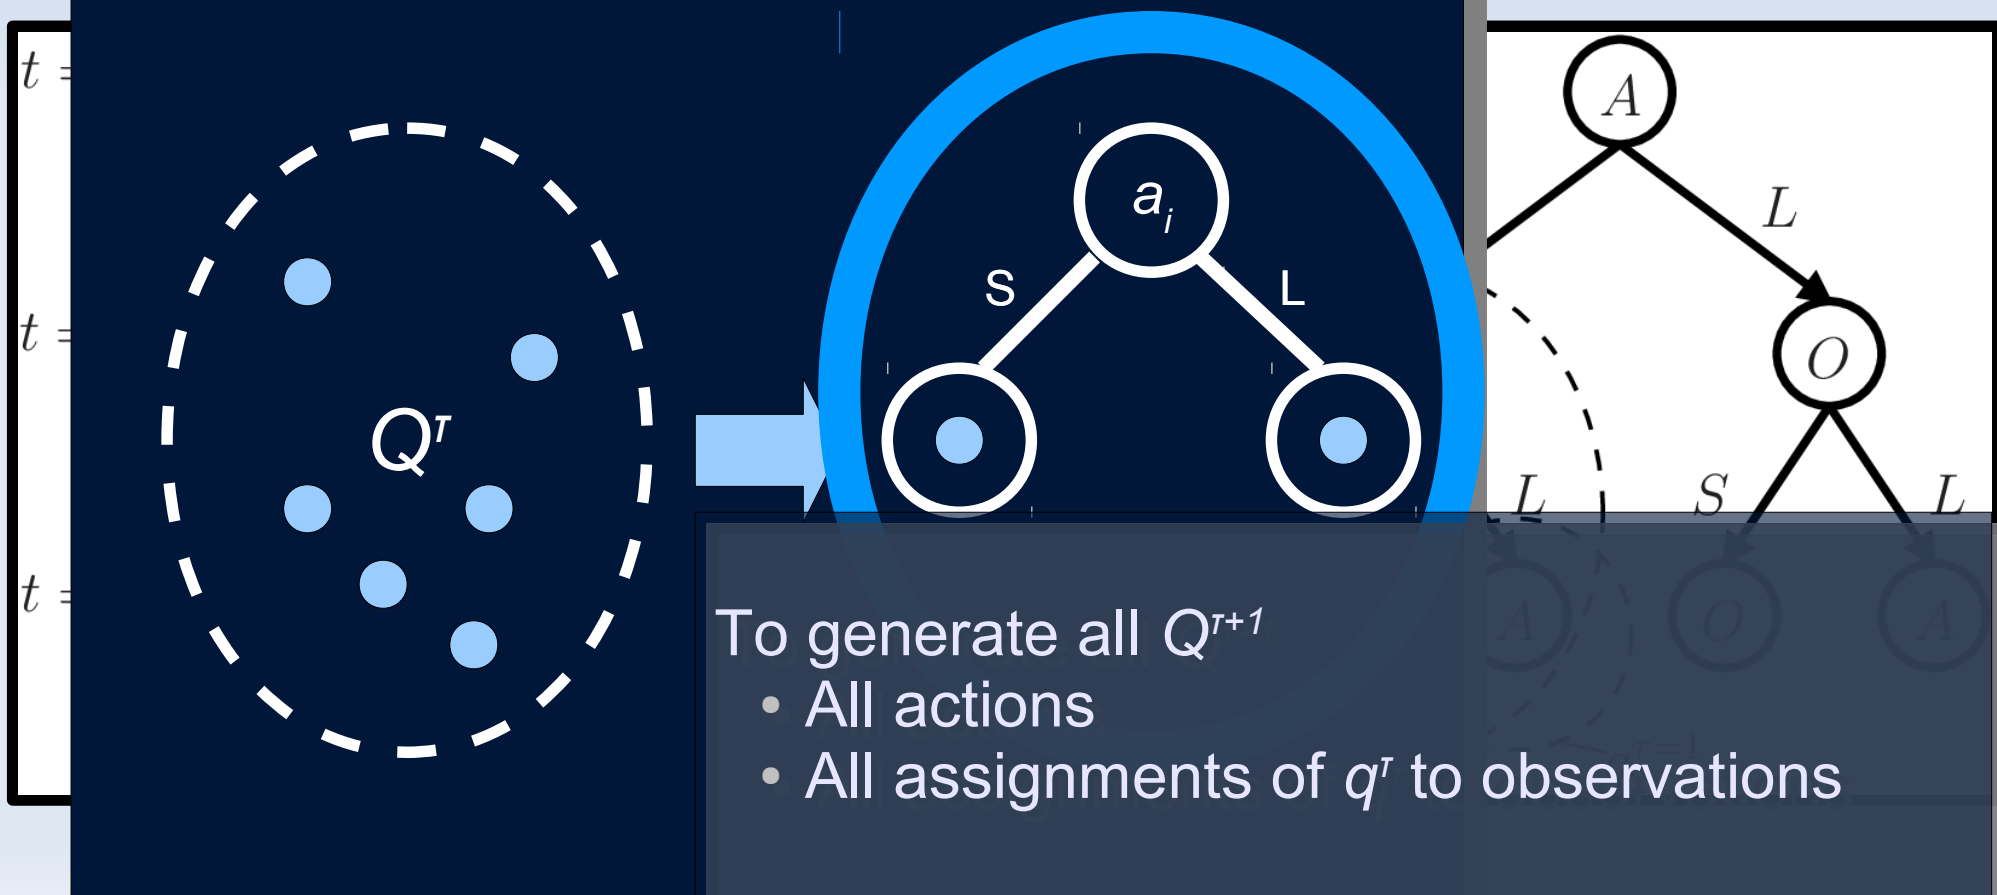 t =
A
a_i
L
S
L
t =
O
Q^τ
L
S
L
t =
A
O
A
To generate all Q^{τ+1}
• All actions
• All assignments of q^τ to observations